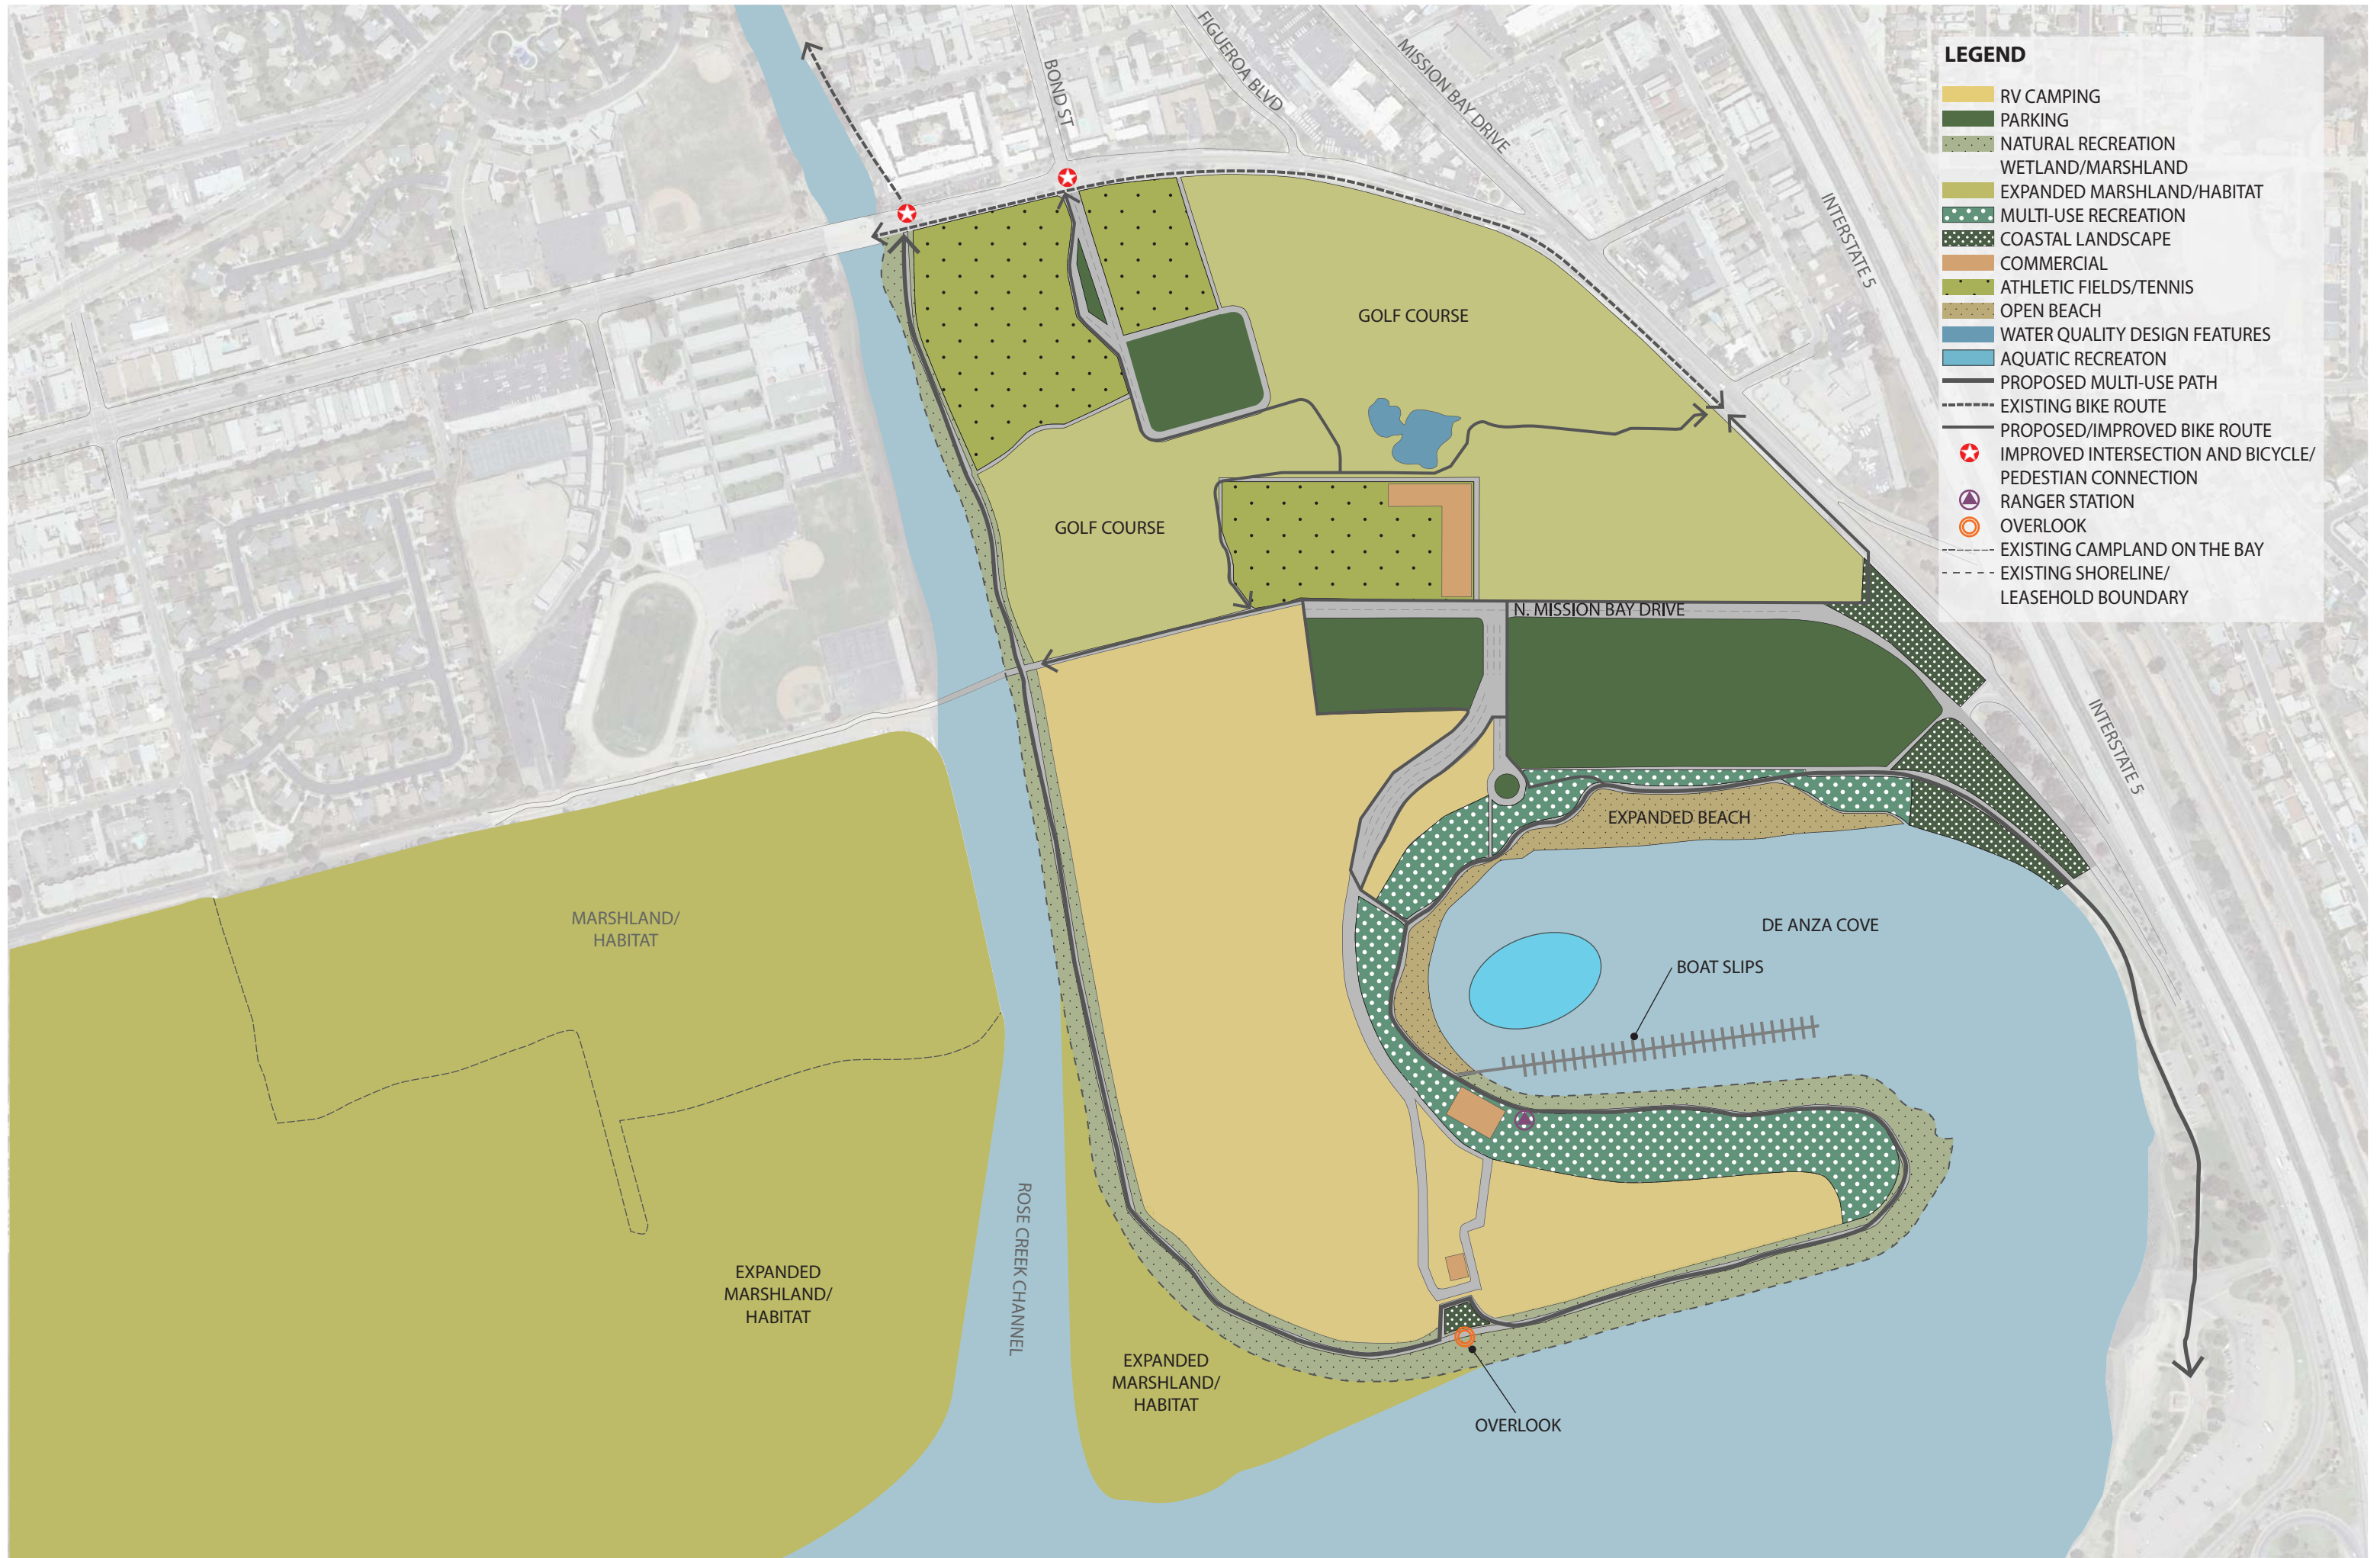 BOND ST
FIGUEROA BLVD
MISSION BAY DRIVE
INTERSTATE 5
LEGEND
RV CAMPING
PARKING
NATURAL RECREATION
WETLAND/MARSHLAND
EXPANDED MARSHLAND/HABITAT
MULTI-USE RECREATION
COASTAL LANDSCAPE
COMMERCIAL
ATHLETIC FIELDS/TENNIS
OPEN BEACH
WATER QUALITY DESIGN FEATURES
AQUATIC RECREATON
PROPOSED MULTI-USE PATH
EXISTING BIKE ROUTE
PROPOSED/IMPROVED BIKE ROUTE
IMPROVED INTERSECTION AND BICYCLE/
PEDESTIAN CONNECTION
RANGER STATION
OVERLOOK
EXISTING CAMPLAND ON THE BAY
EXISTING SHORELINE/
LEASEHOLD BOUNDARY
GOLF COURSE
GOLF COURSE
N. MISSION BAY DRIVE
INTERSTATE 5
EXPANDED BEACH
MARSHLAND/
HABITAT
DE ANZA COVE
BOAT SLIPS
ROSE CREEK CHANNEL
EXPANDED
MARSHLAND/
HABITAT
EXPANDED
MARSHLAND/
HABITAT
OVERLOOK